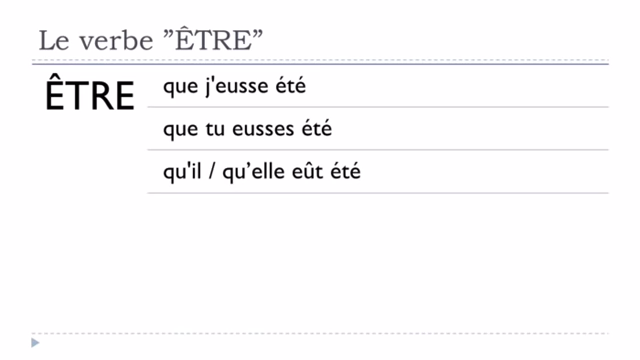 Le verbe ”ÊTRE”
ÊTRE
que j'eusse été
que tu eusses été
qu'il / qu’elle eût été